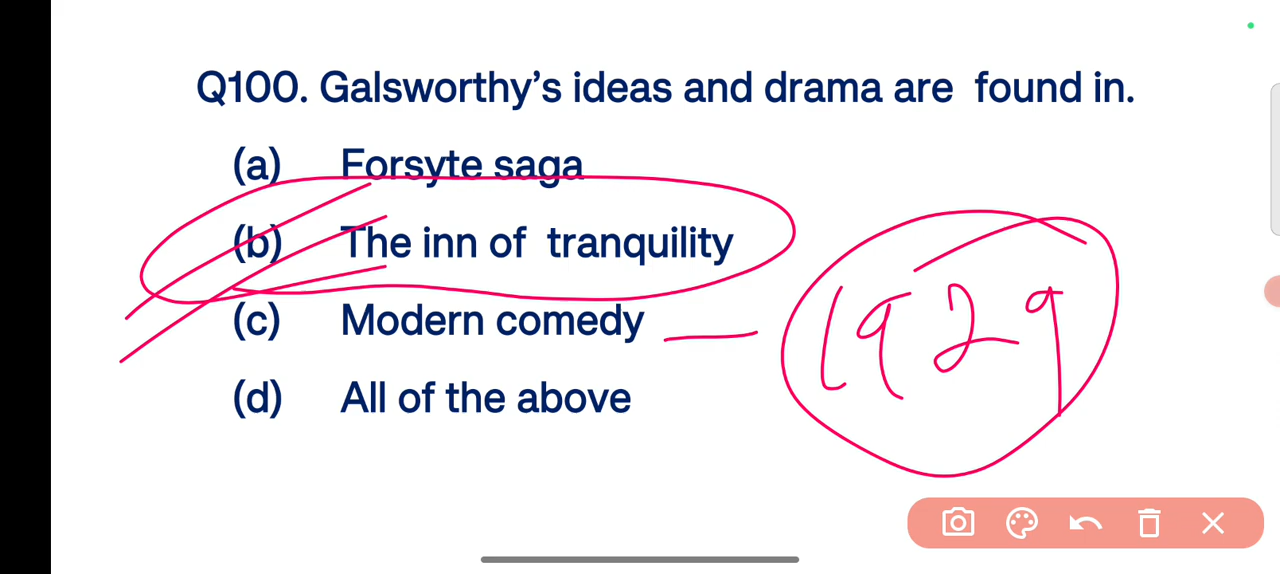 Q100. Galsworthy's ideas and drama are found in.
(a) Forsyte saga
(b) The inn of tranquility
(c) Modern comedy — 1929
(d) All of the above